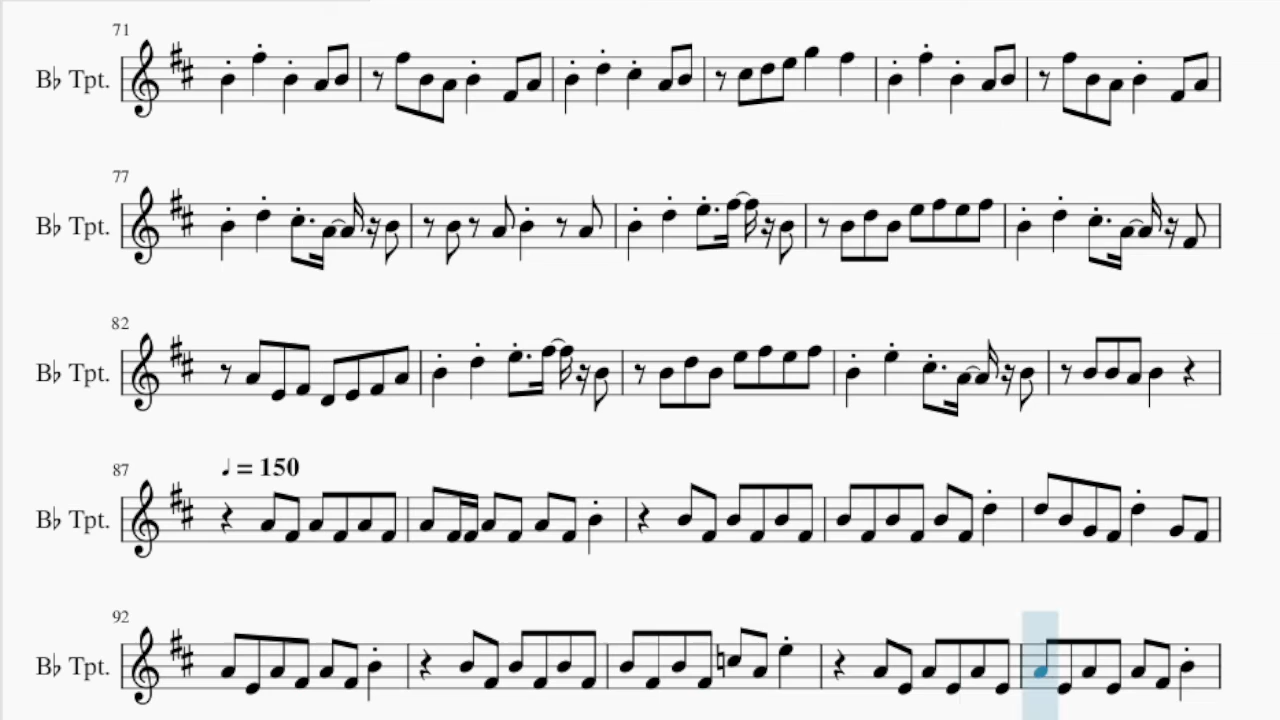 71
B♭ Tpt.
77
B♭ Tpt.
82
B♭ Tpt.
87
♩ = 150
B♭ Tpt.
92
B♭ Tpt.